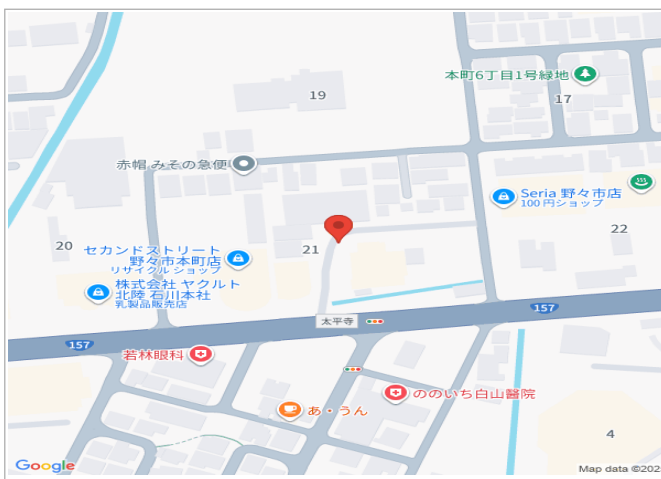 本町6丁目1号緑地
19
17
赤帽 みその急便
Seria 野々市店
100 円ショップ
22
20
セカンドストリート
野々市本町店
リサイクル ショップ
21
株式会社 ヤクルト
北陸 石川本社
乳製品販売店
157
太平寺
157
若林眼科
ののいち白山醫院
あ・うん
4
Google
Map data ©202